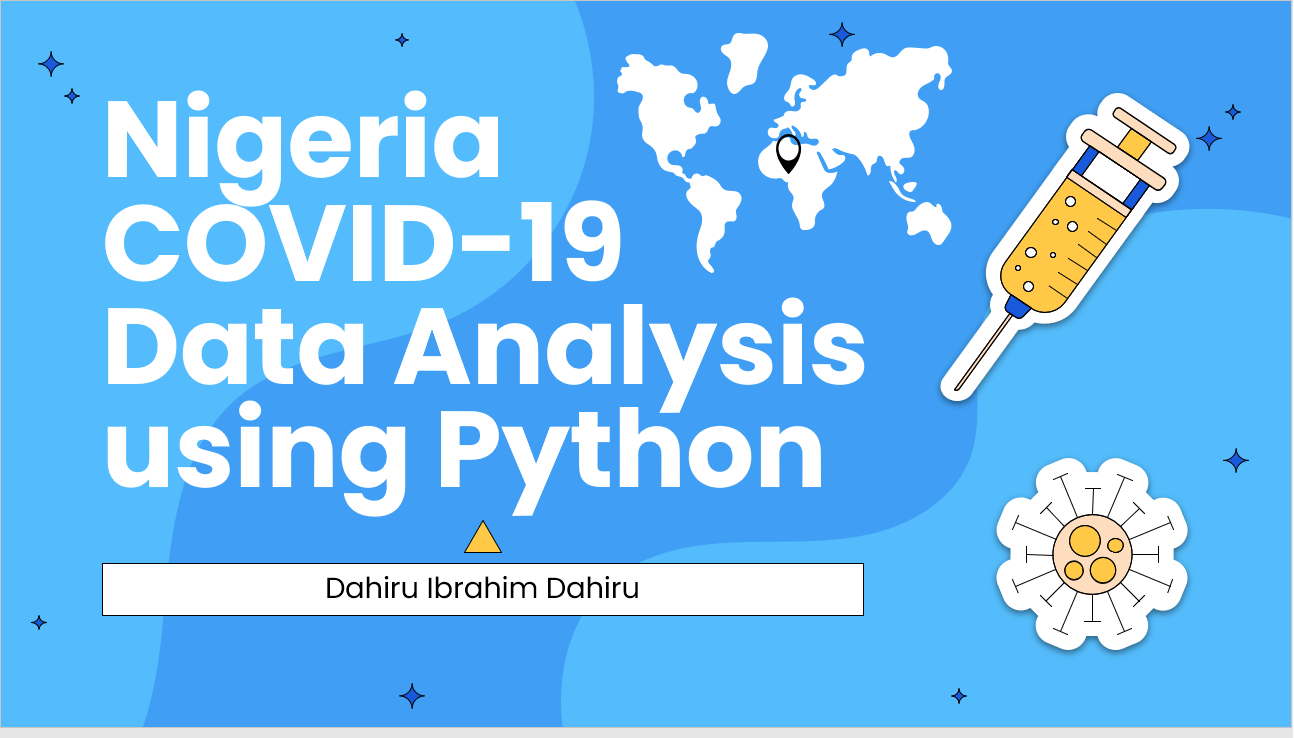 Nigeria
COVID-19
Data Analysis
using Python
Dahiru Ibrahim Dahiru